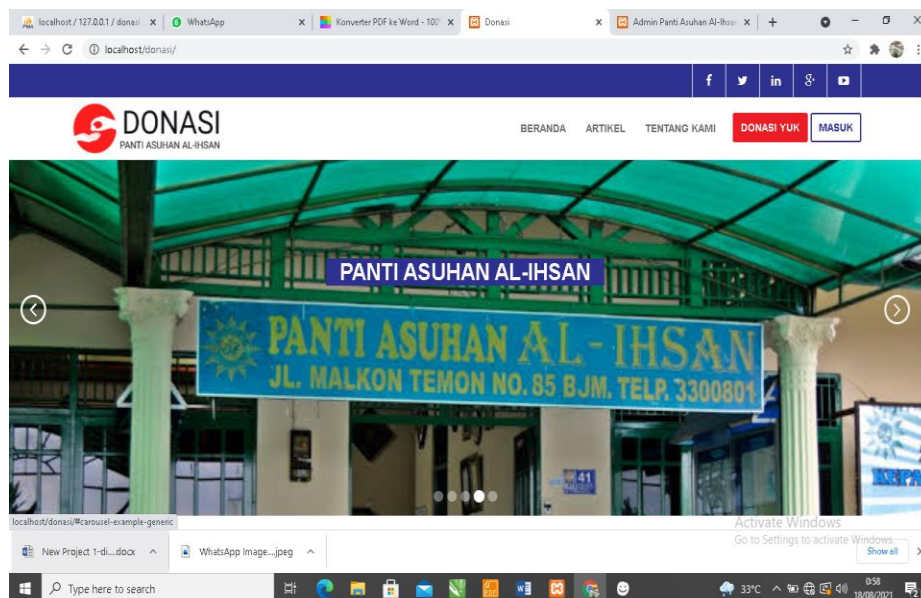 localhost / 127.0.0.1 / donasi
WhatsApp
Konverter PDF ke Word - 100
Donasi
Admin Panti Asuhan Al-Ihsan
localhost/donasi/
DONASI
PANTI ASUHAN AL-IHSAN
BERANDA ARTIKEL TENTANG KAMI DONASI YUK MASUK
PANTI ASUHAN AL-IHSAN
PANTI ASUHAN AL-IHSAN
JL. MALKON TEMON NO. 85 BJM. TELP. 3300801
41
KEPA
localhost/donasi/#carousel-example-generic
Activate Windows
Go to Settings to activate Windows.
New Project 1-di....docx
WhatsApp Image....jpeg
Show all
Type here to search
33°C
0:58
18/08/2021